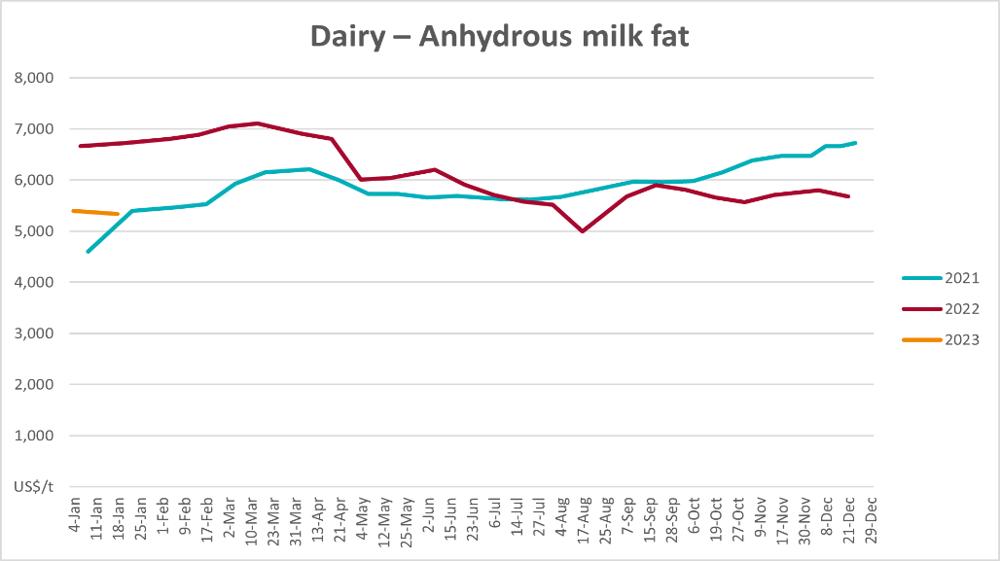 Dairy – Anhydrous milk fat
8,000
7,000
6,000
5,000
4,000
3,000
2,000
1,000
US$/t
4-Jan
11-Jan
18-Jan
25-Jan
1-Feb
9-Feb
17-Feb
2-Mar
10-Mar
23-Mar
31-Mar
13-Apr
21-Apr
4-May
12-May
25-May
2-Jun
15-Jun
23-Jun
6-Jul
14-Jul
27-Jul
4-Aug
17-Aug
25-Aug
7-Sep
15-Sep
28-Sep
6-Oct
19-Oct
27-Oct
9-Nov
17-Nov
30-Nov
8-Dec
21-Dec
29-Dec
2021
2022
2023